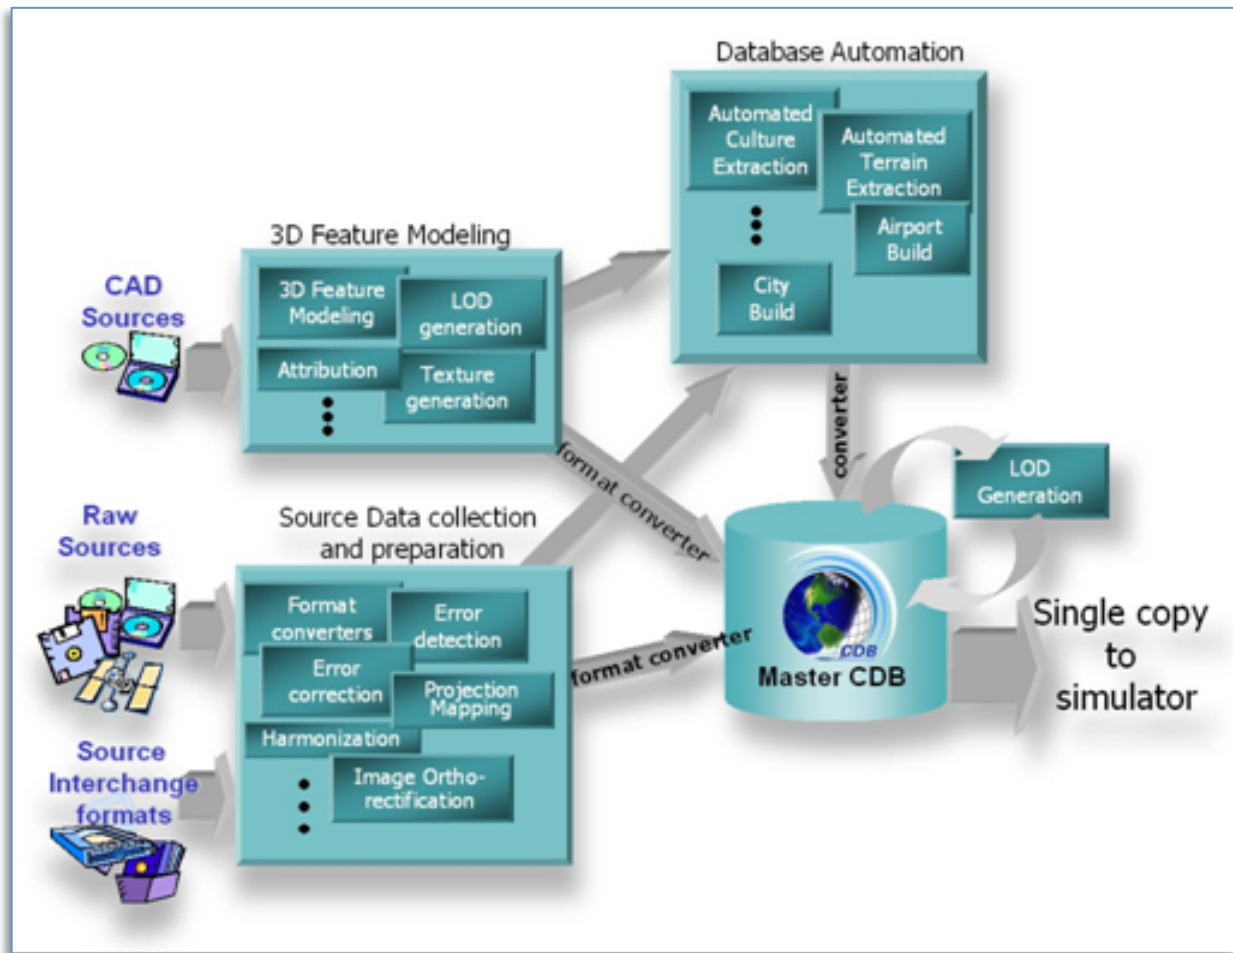 Database Automation
Automated
Culture
Extraction
Automated
Terrain
Extraction
Airport
Build
City
Build
3D Feature Modeling
3D Feature
Modeling
LOD
generation
Attribution
Texture
generation
CAD
Sources
converter
format converter
LOD
Generation
Raw
Sources
Source Data collection
and preparation
Format
converters
Error
detection
Error
correction
Projection
Mapping
Harmonization
Image Ortho-
rectification
format converter
Source
Interchange
formats
CDB
Master CDB
Single copy
to
simulator